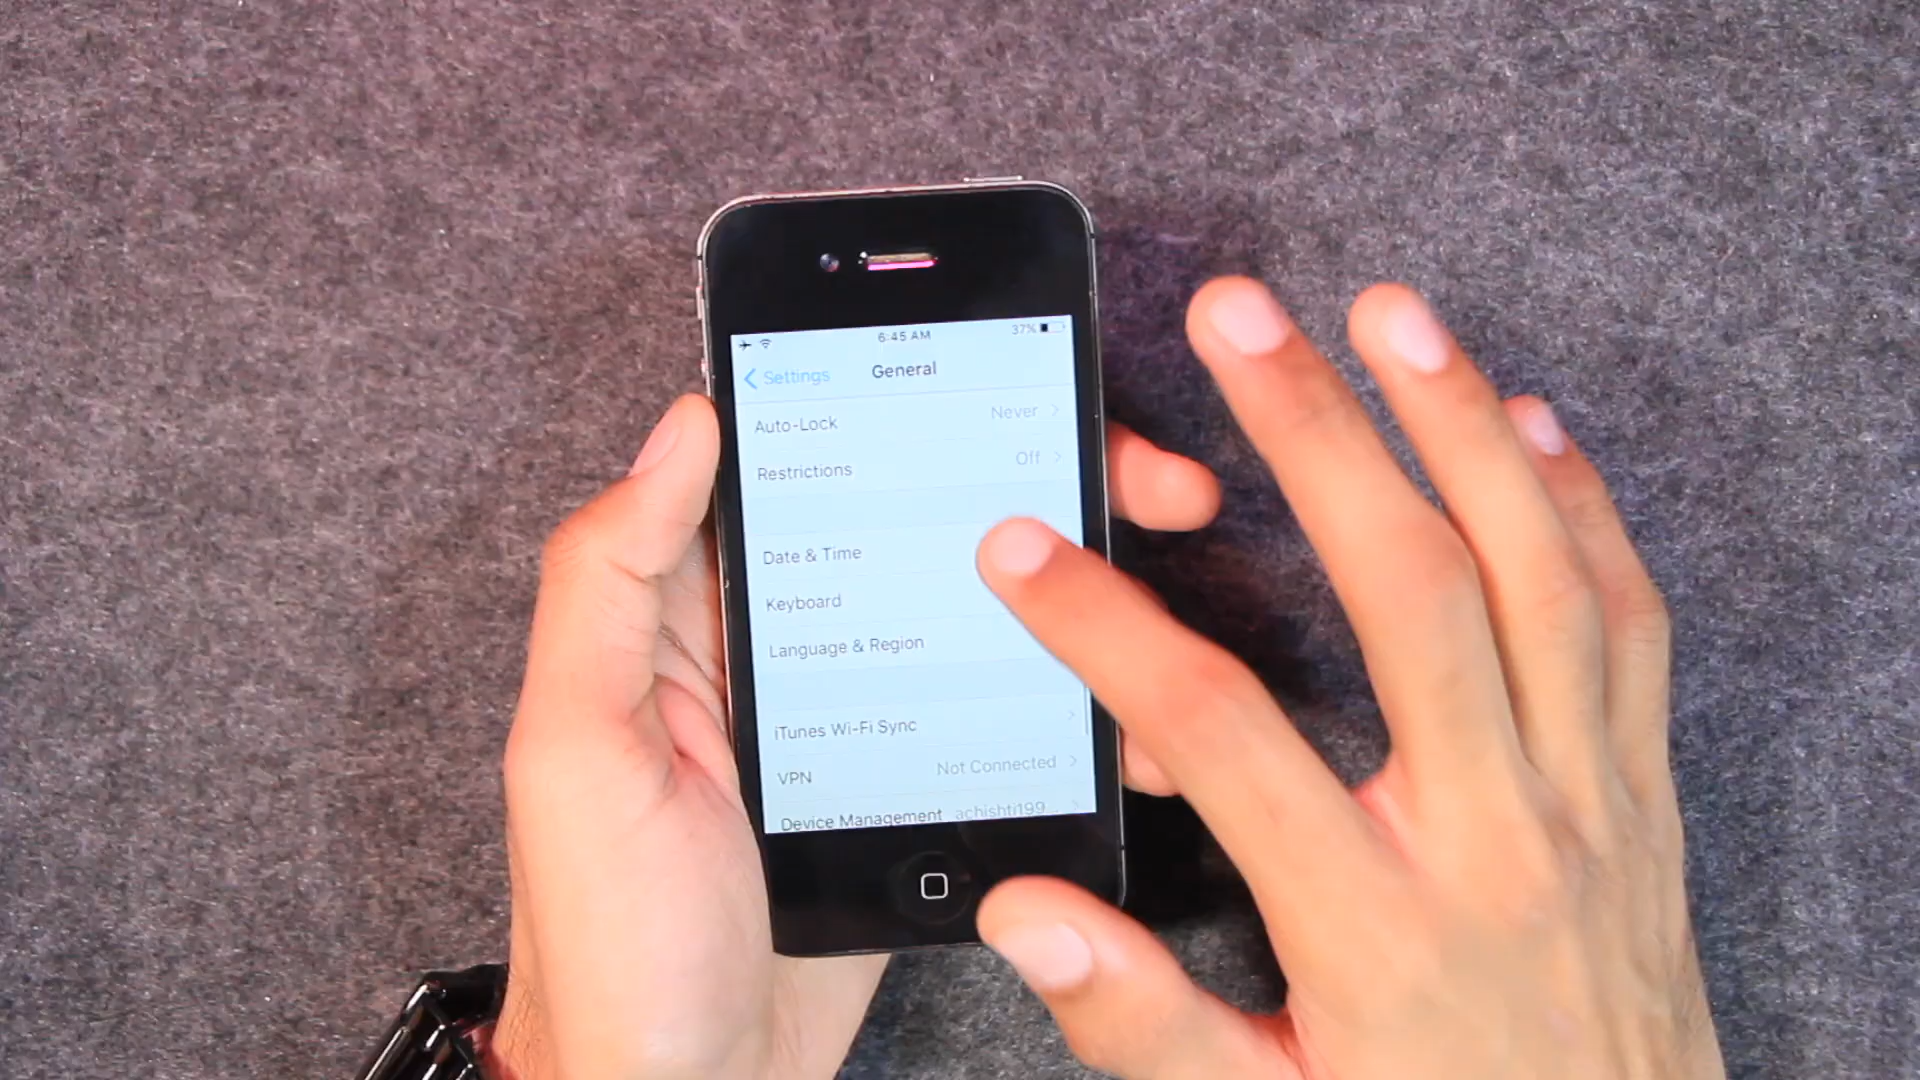 6:45 AM 37%
Settings General
Auto-Lock Never
Restrictions Off
Date & Time
Keyboard
Language & Region
iTunes Wi-Fi Sync
VPN Not Connected
Device Management achishti199...